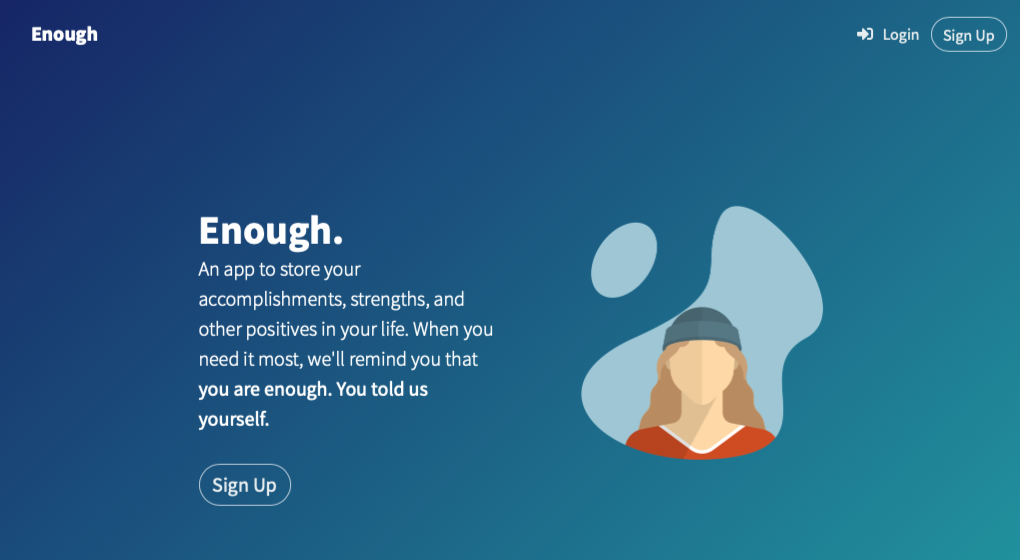 Enough
Login
Sign Up
Enough.
An app to store your
accomplishments, strengths, and
other positives in your life. When you
need it most, we'll remind you that
you are enough. You told us
yourself.
Sign Up